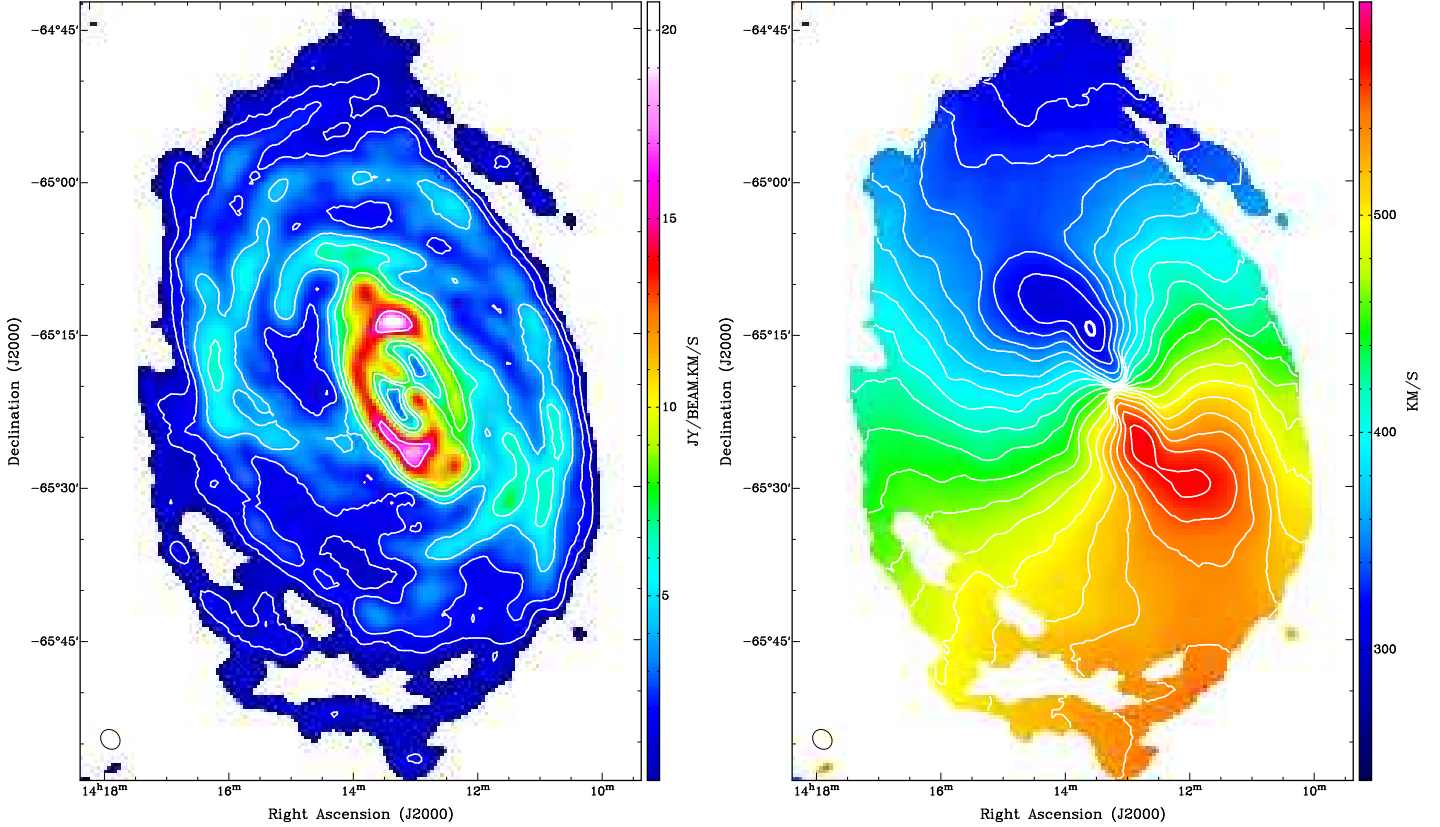 −64°45′
−65°00′
−65°15′
−65°30′
−65°45′
Declination (J2000)
14ʰ18ᵐ
16ᵐ
14ᵐ
12ᵐ
10ᵐ
Right Ascension (J2000)
20
15
10
5
JY/BEAM.KM/S
−64°45′
−65°00′
−65°15′
−65°30′
−65°45′
Declination (J2000)
14ʰ18ᵐ
16ᵐ
14ᵐ
12ᵐ
10ᵐ
Right Ascension (J2000)
500
400
300
KM/S